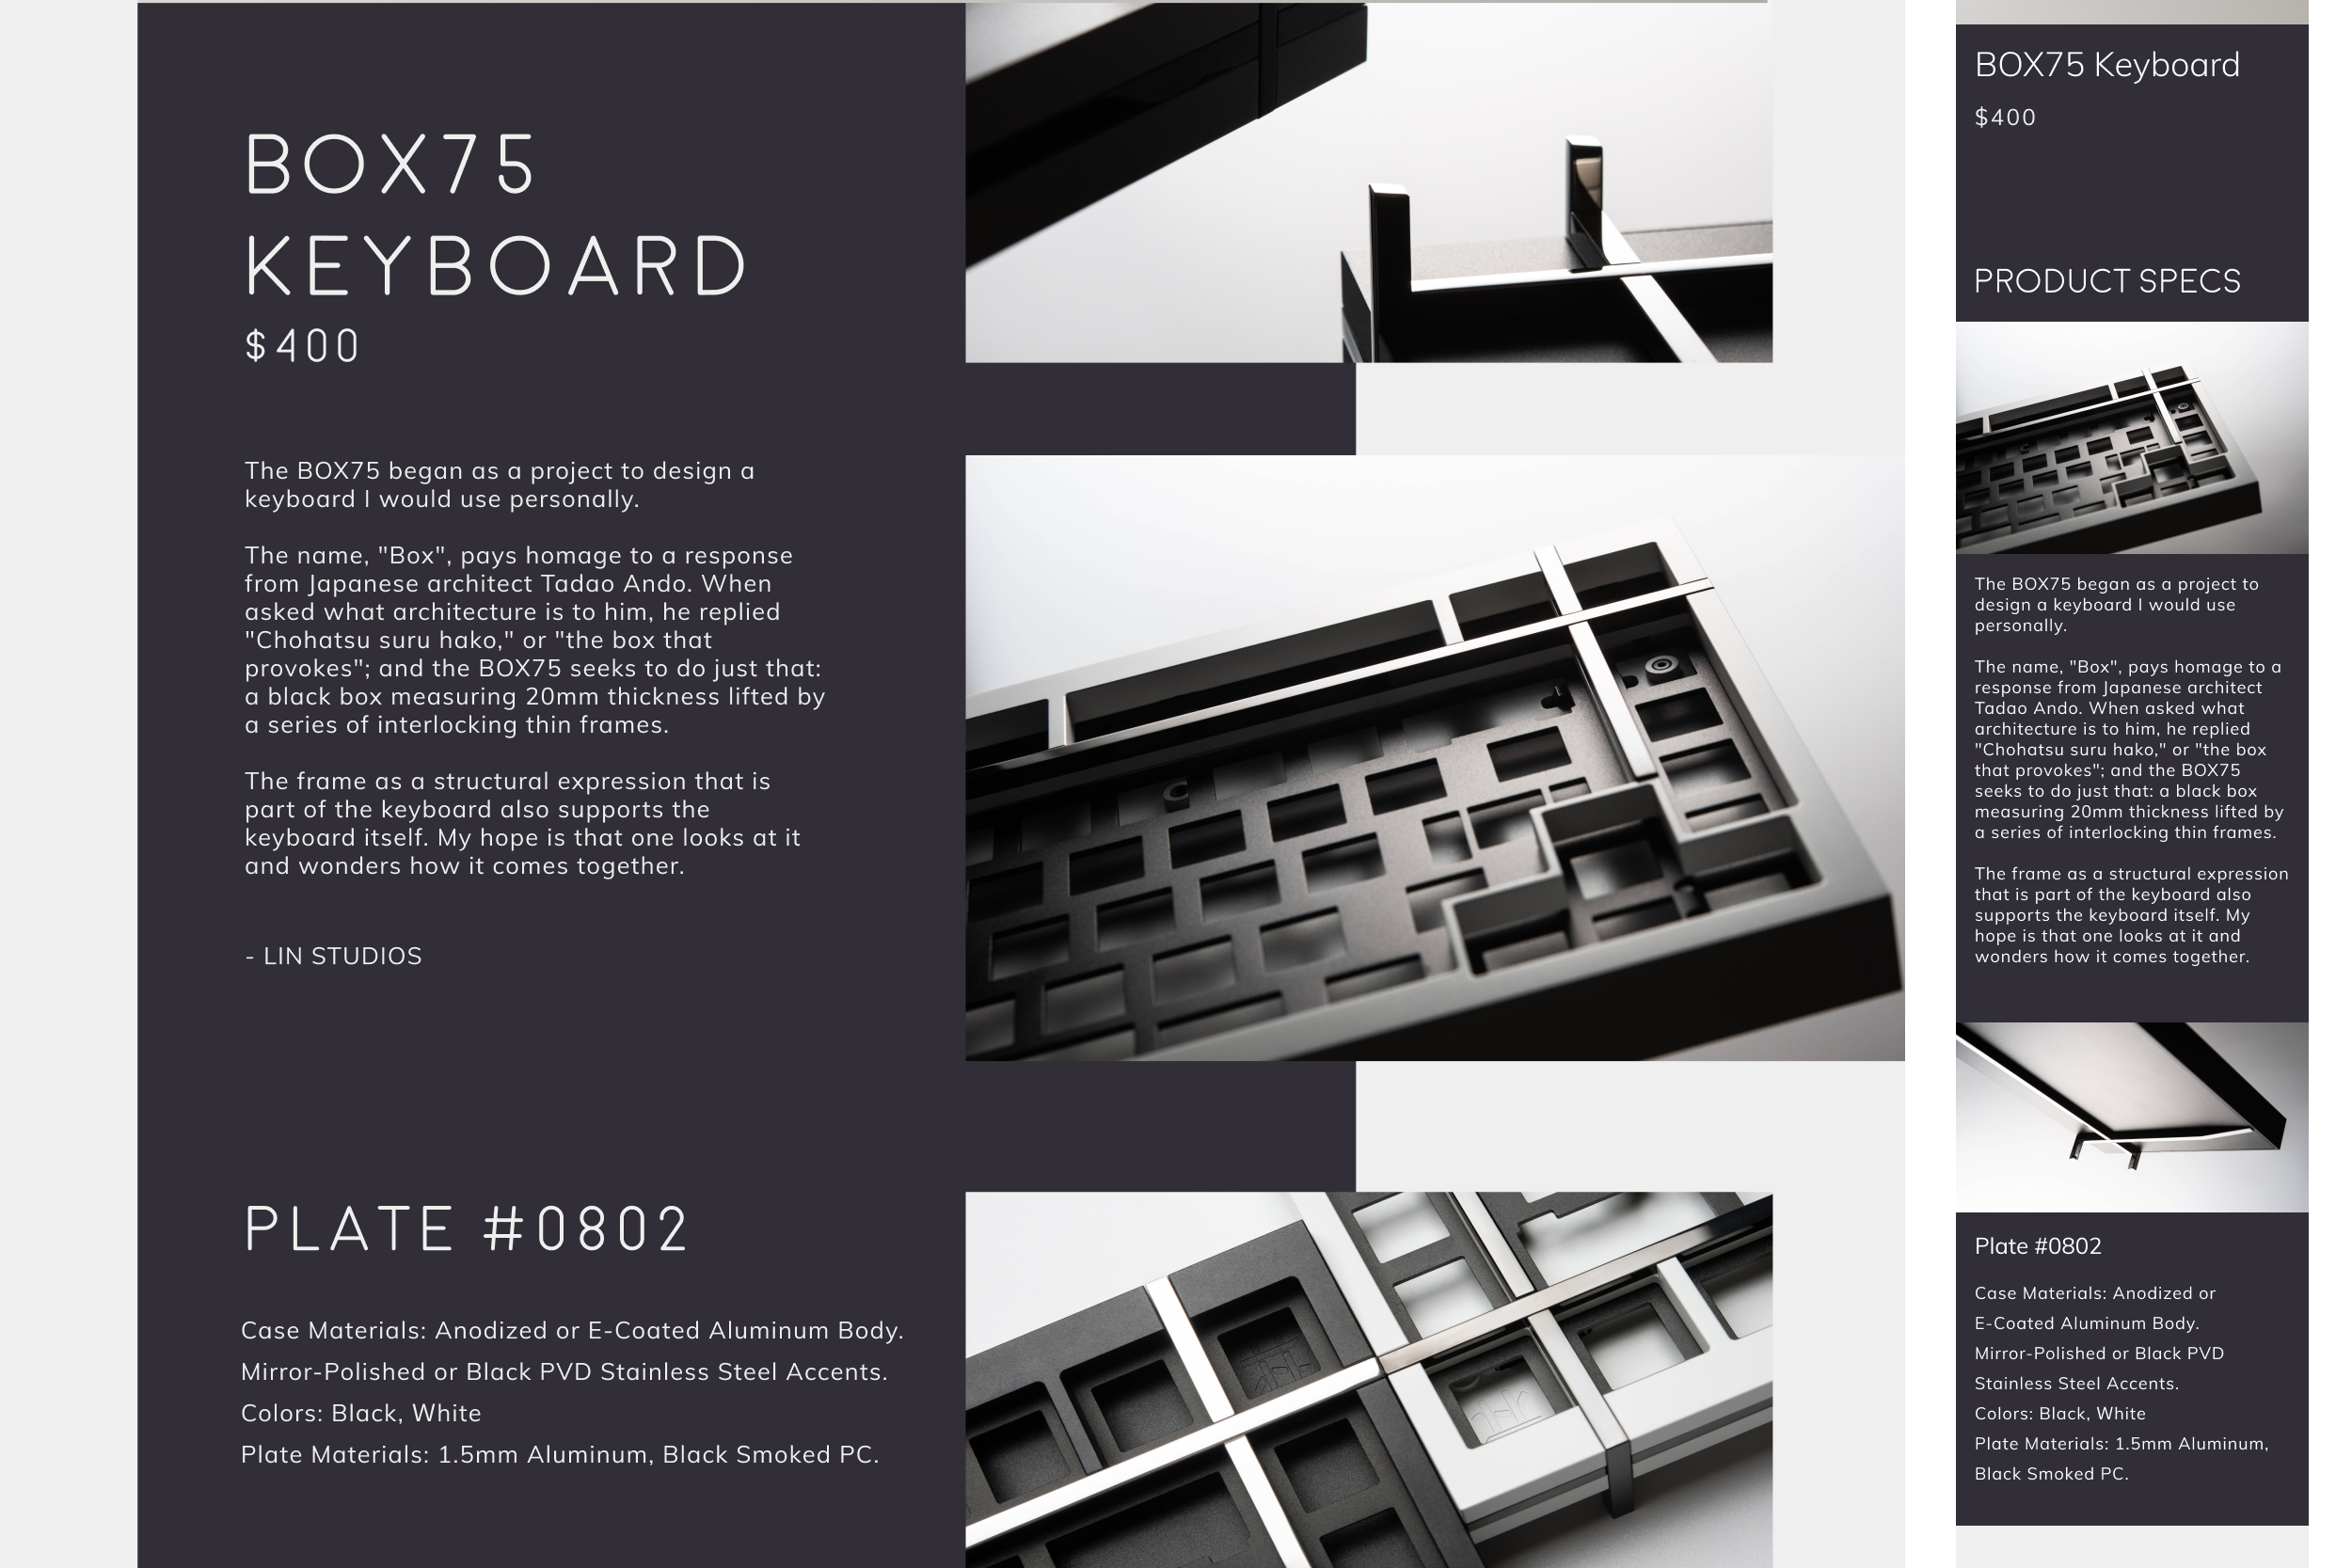 BOX75
KEYBOARD
$400
The BOX75 began as a project to design a
keyboard I would use personally.
The name, "Box", pays homage to a response
from Japanese architect Tadao Ando. When
asked what architecture is to him, he replied
"Chohatsu suru hako," or "the box that
provokes"; and the BOX75 seeks to do just that:
a black box measuring 20mm thickness lifted by
a series of interlocking thin frames.
The frame as a structural expression that is
part of the keyboard also supports the
keyboard itself. My hope is that one looks at it
and wonders how it comes together.
- LIN STUDIOS
PLATE #0802
Case Materials: Anodized or E-Coated Aluminum Body.
Mirror-Polished or Black PVD Stainless Steel Accents.
Colors: Black, White
Plate Materials: 1.5mm Aluminum, Black Smoked PC.
BOX75 Keyboard
$400
PRODUCT SPECS
The BOX75 began as a project to
design a keyboard I would use
personally.
The name, "Box", pays homage to a
response from Japanese architect
Tadao Ando. When asked what
architecture is to him, he replied
"Chohatsu suru hako," or "the box
that provokes"; and the BOX75
seeks to do just that: a black box
measuring 20mm thickness lifted by
a series of interlocking thin frames.
The frame as a structural expression
that is part of the keyboard also
supports the keyboard itself. My
hope is that one looks at it and
wonders how it comes together.
Plate #0802
Case Materials: Anodized or
E-Coated Aluminum Body.
Mirror-Polished or Black PVD
Stainless Steel Accents.
Colors: Black, White
Plate Materials: 1.5mm Aluminum,
Black Smoked PC.